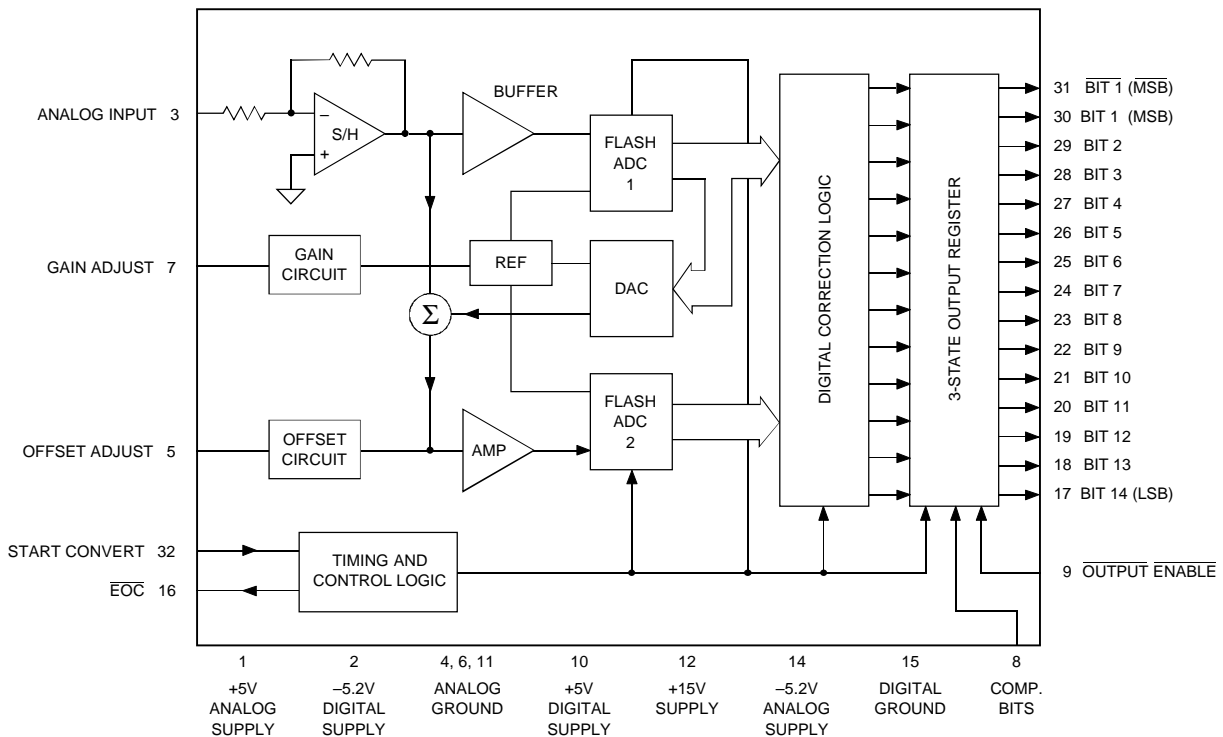 BUFFER
ANALOG INPUT 3
–
S/H
+
FLASH
ADC
1
GAIN ADJUST 7
GAIN
CIRCUIT
REF
DAC
Σ
OFFSET ADJUST 5
OFFSET
CIRCUIT
AMP
FLASH
ADC
2
START CONVERT 32
E̅O̅C̅ 16
TIMING AND
CONTROL LOGIC
DIGITAL CORRECTION LOGIC
3-STATE OUTPUT REGISTER
31 B̅I̅T̅ 1̅ (M̅S̅B̅)
30 BIT 1 (MSB)
29 BIT 2
28 BIT 3
27 BIT 4
26 BIT 5
25 BIT 6
24 BIT 7
23 BIT 8
22 BIT 9
21 BIT 10
20 BIT 11
19 BIT 12
18 BIT 13
17 BIT 14 (LSB)
9 O̅U̅T̅P̅U̅T̅ E̅N̅A̅B̅L̅E̅
1
+5V
ANALOG
SUPPLY
2
–5.2V
DIGITAL
SUPPLY
4, 6, 11
ANALOG
GROUND
10
+5V
DIGITAL
SUPPLY
12
+15V
SUPPLY
14
–5.2V
ANALOG
SUPPLY
15
DIGITAL
GROUND
8
COMP.
BITS